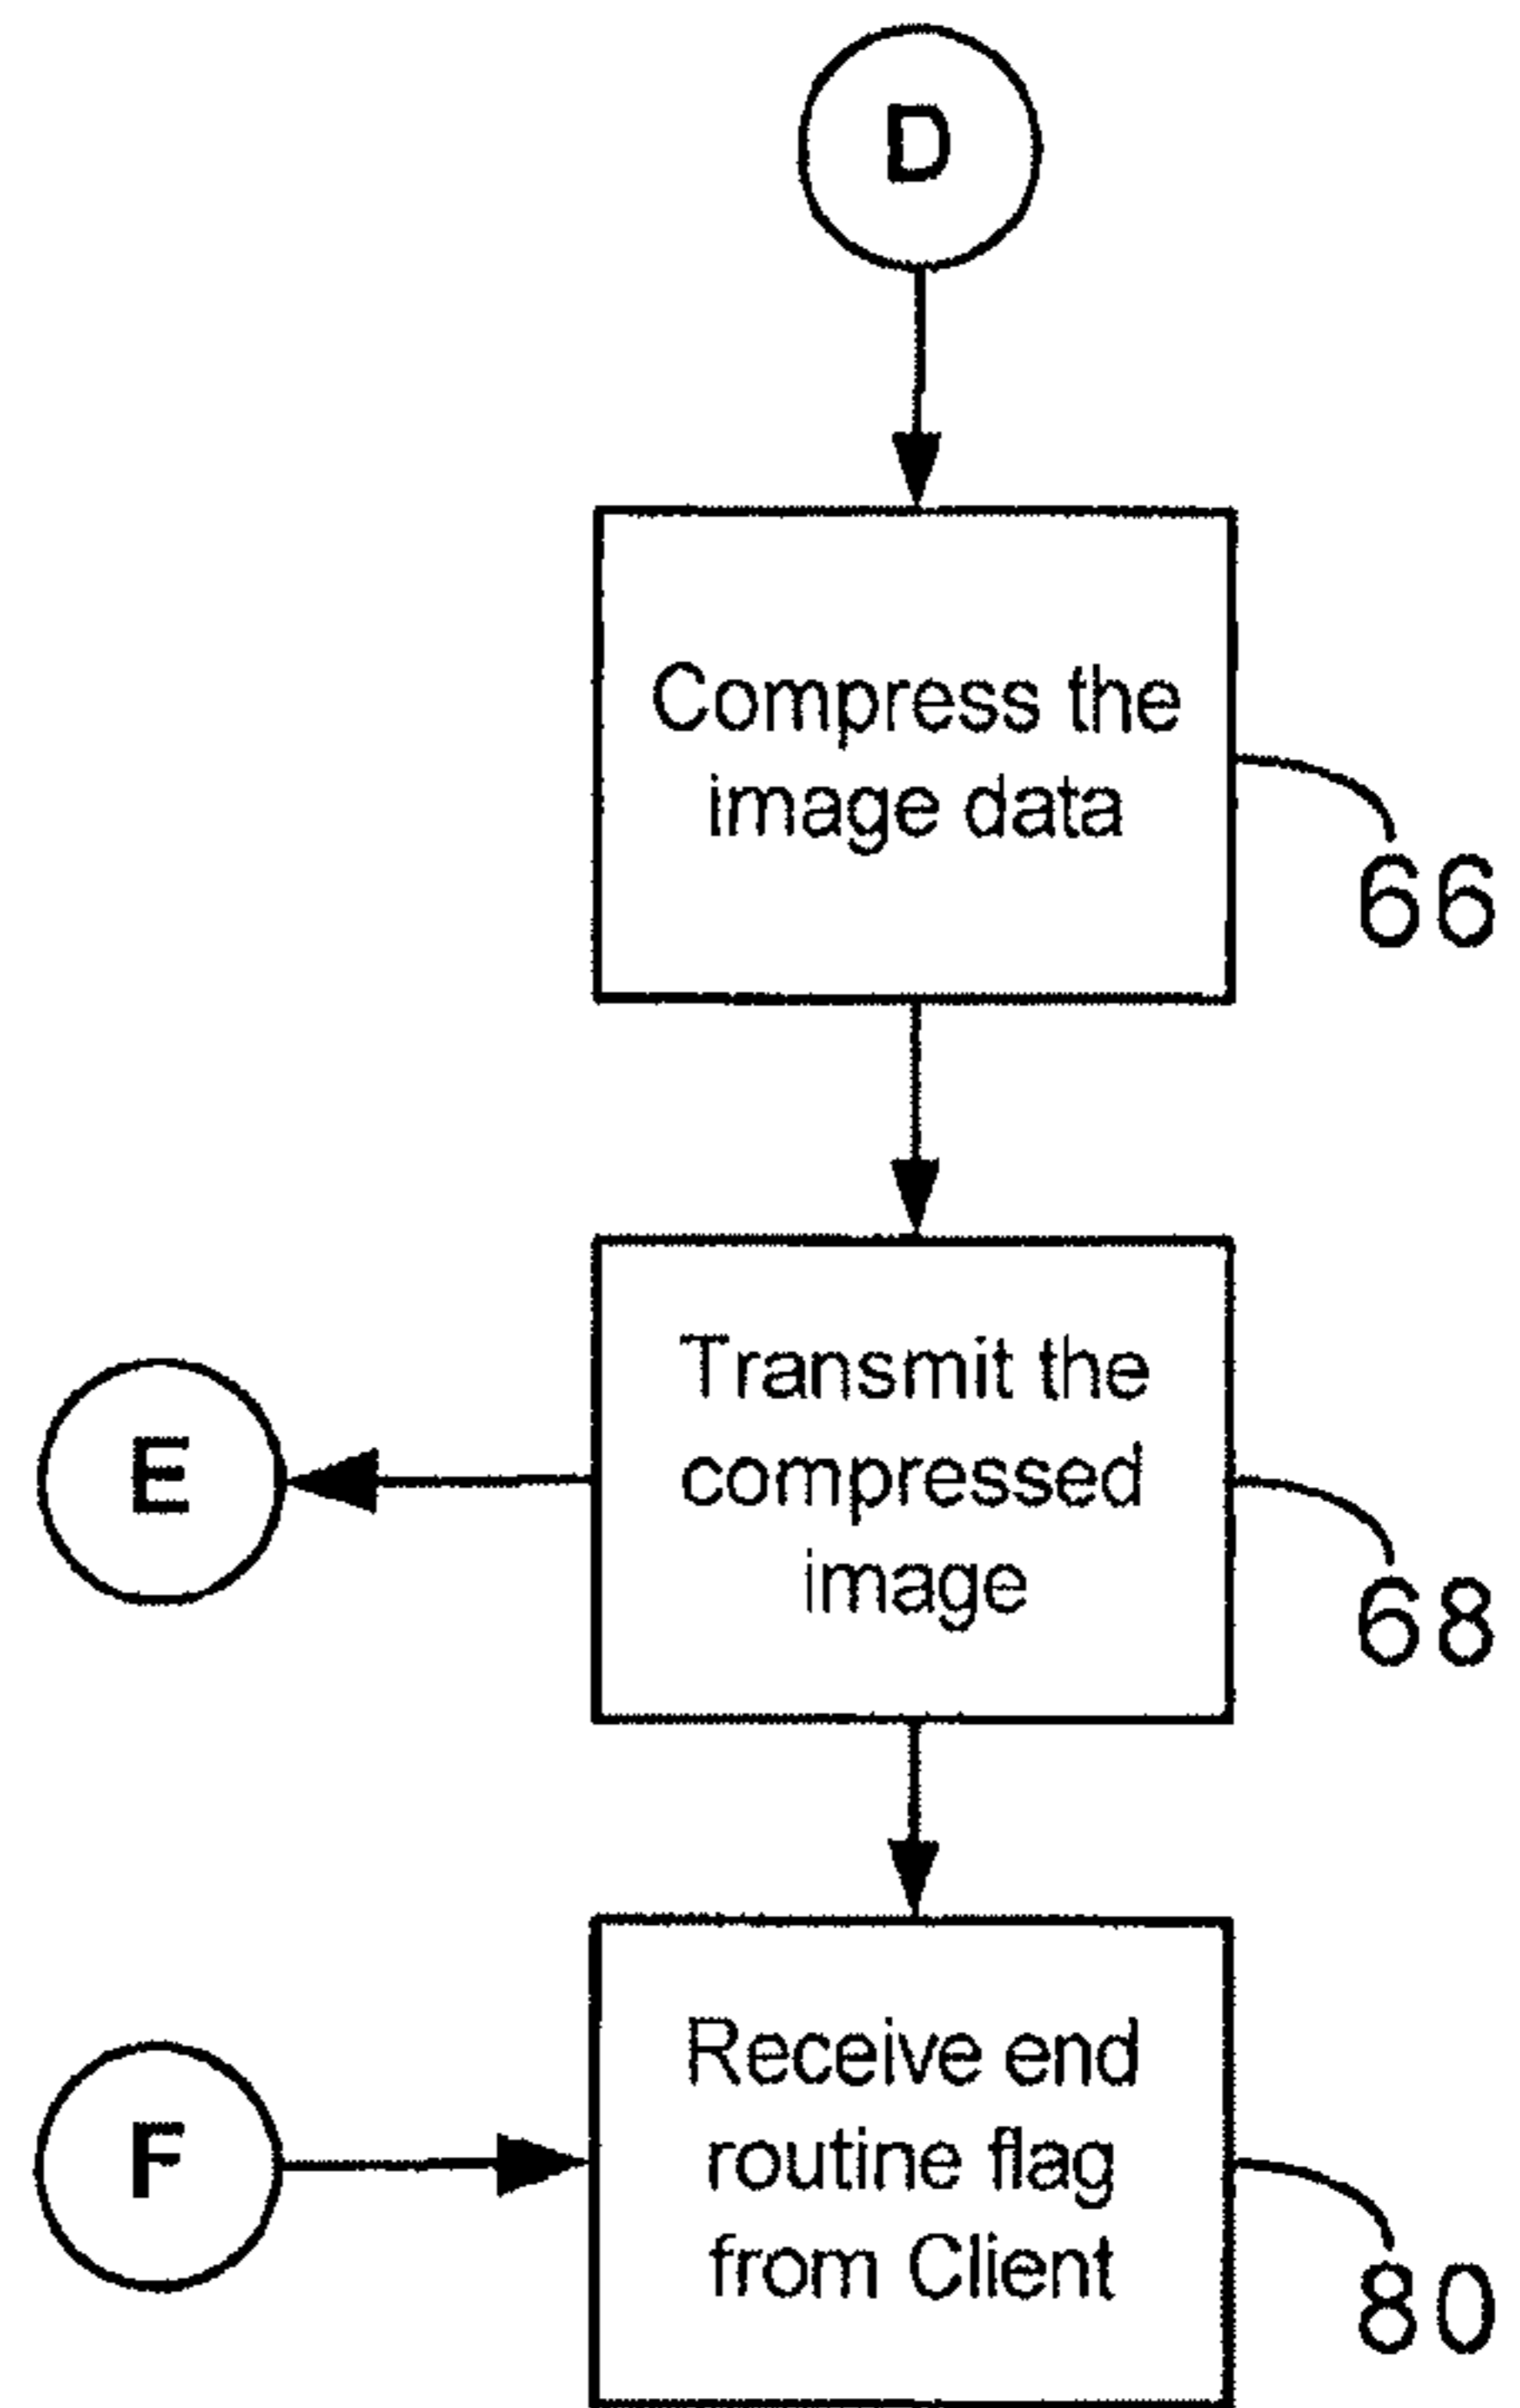 D
Compress the
image data
66
Transmit the
compressed
image
E
68
Receive end
routine flag
from Client
F
80